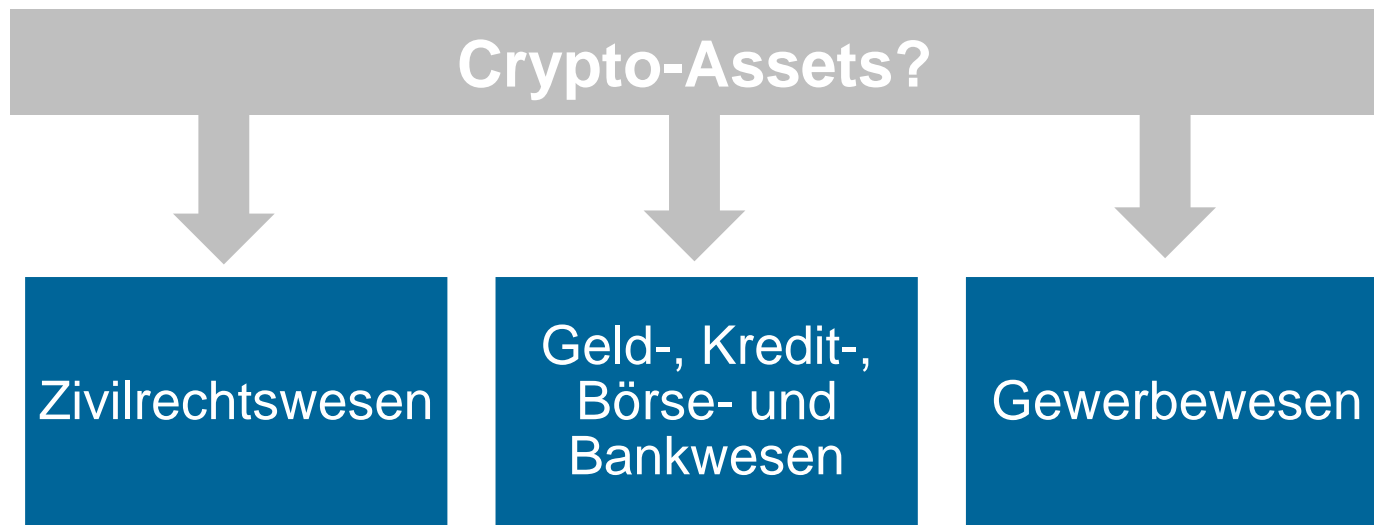 Crypto-Assets?
Zivilrechtswesen
Geld-, Kredit-,
Börse- und
Bankwesen
Gewerbewesen